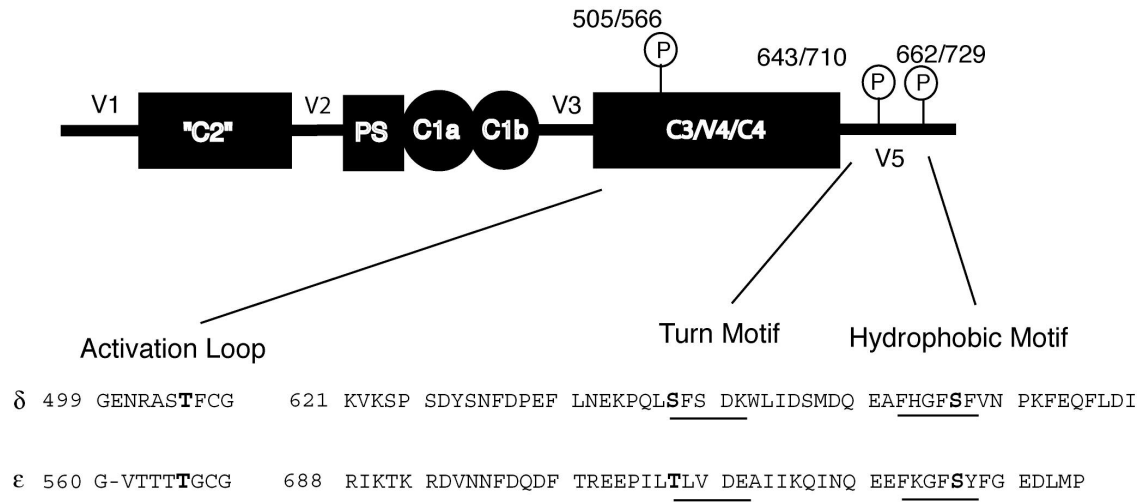 505/566
P
643/710
662/729
P
P
V1
"C2"
V2
PS
C1a
C1b
V3
C3/V4/C4
V5
Activation Loop
Turn Motif
Hydrophobic Motif
δ 499 GENRASTFCG 621 KVKSP SDYSNFDPEF LNEKPQLSFS DKWLIDSMDQ EAFHGFSFVN PKFEQFLDI
ε 560 G-VTTTTGCG 688 RIKTK RDVNNFDQDF TREEPILTLV DEAIIKQINQ EEFKGFSYFG EDLMP